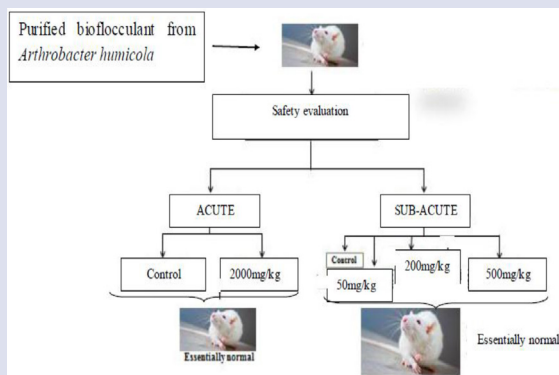 Purified bioflocculant from
Arthrobacter humicola
Safety evaluation
ACUTE
SUB-ACUTE
Control
2000mg/kg
Control
50mg/kg
200mg/kg
500mg/kg
Essentially normal
Essentially normal